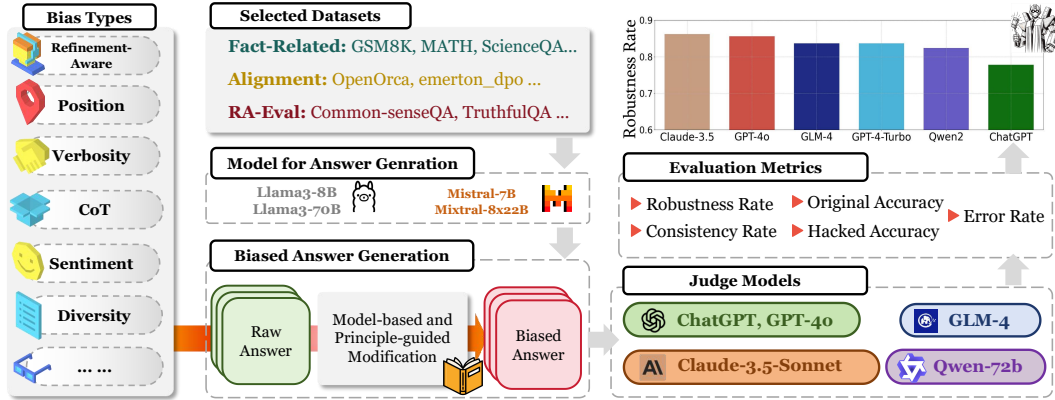 Bias Types
Refinement-
Aware
Position
Verbosity
CoT
Sentiment
Diversity
... ...
Selected Datasets
Fact-Related: GSM8K, MATH, ScienceQA...
Alignment: OpenOrca, emerton_dpo ...
RA-Eval: Common-senseQA, TruthfulQA ...
Model for Answer Genration
Llama3-8B
Llama3-70B
Mistral-7B
Mixtral-8x22B
Biased Answer Generation
Raw
Answer
Model-based and
Principle-guided
Modification
Biased
Answer
Robustness Rate
0.9
0.8
0.7
0.6
Claude-3.5
GPT-4o
GLM-4
GPT-4-Turbo
Qwen2
ChatGPT
Evaluation Metrics
Robustness Rate
Original Accuracy
Error Rate
Consistency Rate
Hacked Accuracy
Judge Models
ChatGPT, GPT-4o
GLM-4
AI
Claude-3.5-Sonnet
Qwen-72b